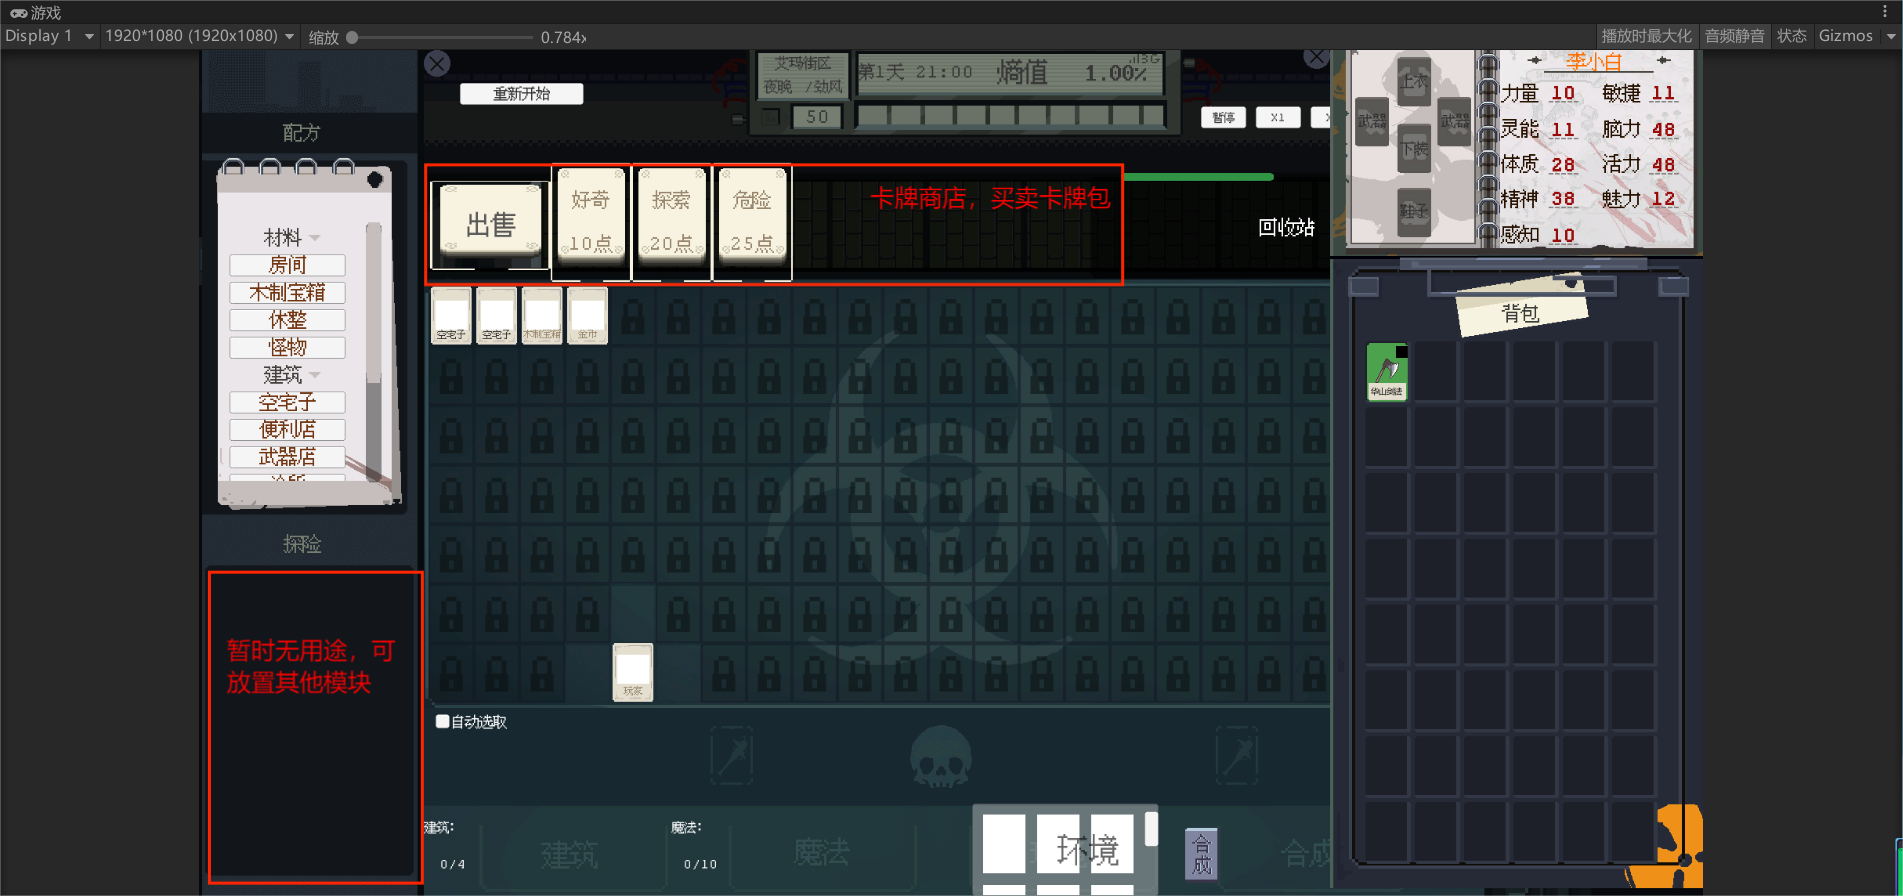 游戏
Display 1 1920*1080 (1920x1080) 缩放 0.784x 播放时最大化 音频静音 状态 Gizmos
配方
材料
房间
木制宝箱
休整
怪物
建筑
空宅子
便利店
武器店
探险
暂时无用途，可
放置其他模块
重新开始
艾玛街区
夜晚 /劲风
50
第1天 21:00 熵值 1.00%
3G
暂停 X1
出售
好奇
10点
探索
20点
危险
25点
卡牌商店，买卖卡牌包
回收站
空宅子 空宅子 木制宝箱 金币
玩家
自动选取
建筑:
0/4
建筑
魔法:
0/10
魔法
环境
合成
合成
上衣
武器 武器
下装
鞋子
李小白
力量 10 敏捷 11
灵能 11 脑力 48
体质 28 活力 48
精神 38 魅力 12
感知 10
背包
华山剑法